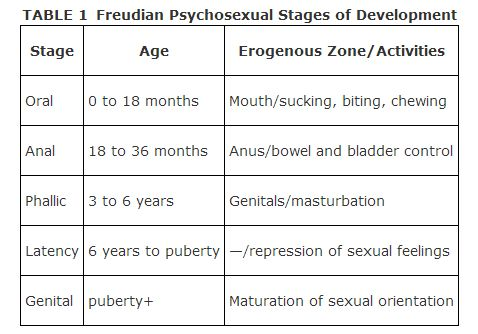 TABLE 1 Freudian Psychosexual Stages of Development
Stage Age Erogenous Zone/Activities
Oral 0 to 18 months Mouth/sucking, biting, chewing
Anal 18 to 36 months Anus/bowel and bladder control
Phallic 3 to 6 years Genitals/masturbation
Latency 6 years to puberty —/repression of sexual feelings
Genital puberty+ Maturation of sexual orientation